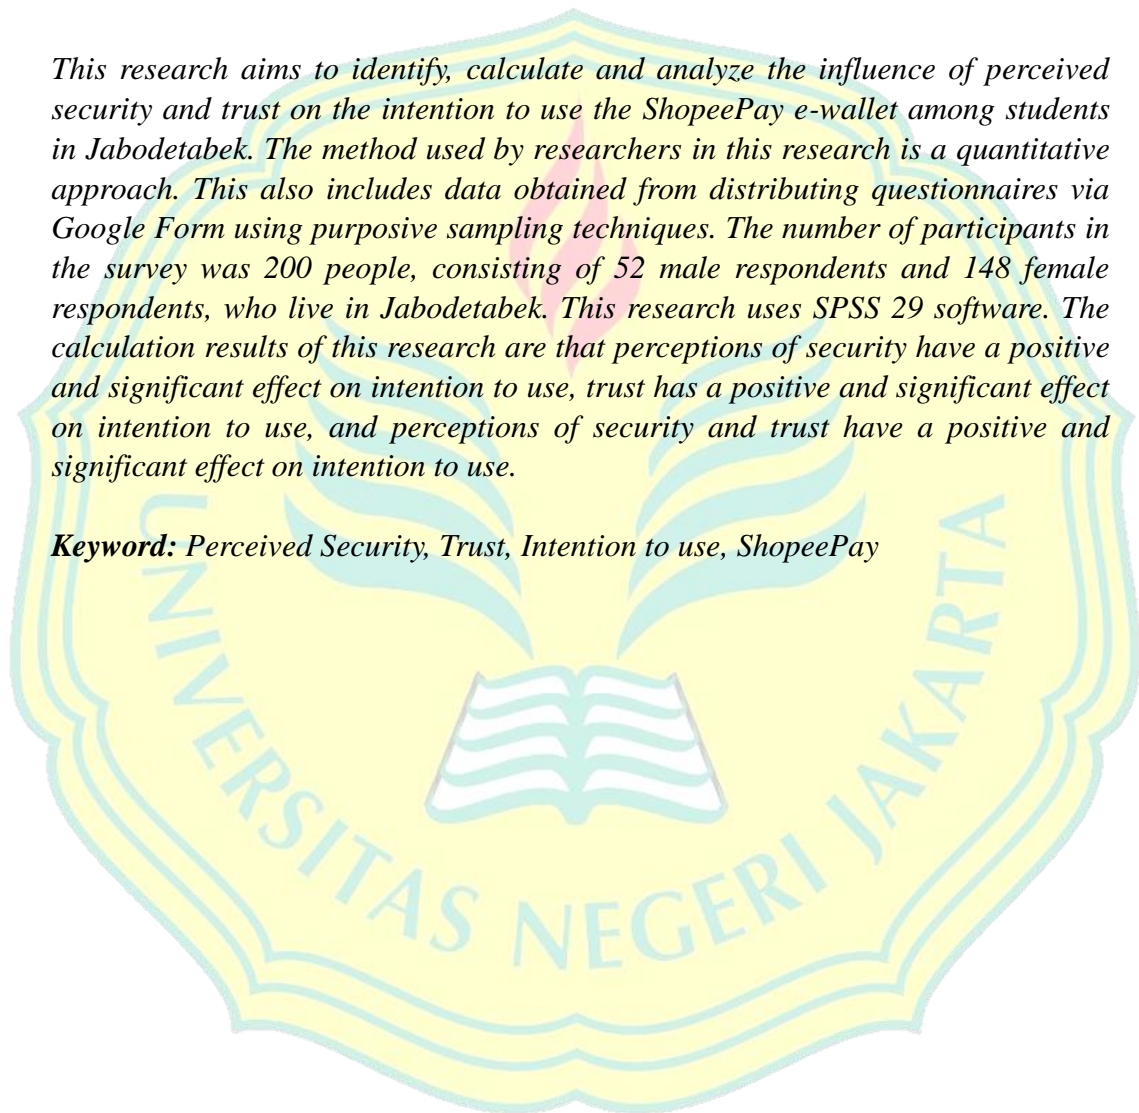 This research aims to identify, calculate and analyze the influence of perceived
security and trust on the intention to use the ShopeePay e-wallet among students
in Jabodetabek. The method used by researchers in this research is a quantitative
approach. This also includes data obtained from distributing questionnaires via
Google Form using purposive sampling techniques. The number of participants in
the survey was 200 people, consisting of 52 male respondents and 148 female
respondents, who live in Jabodetabek. This research uses SPSS 29 software. The
calculation results of this research are that perceptions of security have a positive
and significant effect on intention to use, trust has a positive and significant effect
on intention to use, and perceptions of security and trust have a positive and
significant effect on intention to use.
Keyword: Perceived Security, Trust, Intention to use, ShopeePay
UNIVERSITAS NEGERI JAKARTA